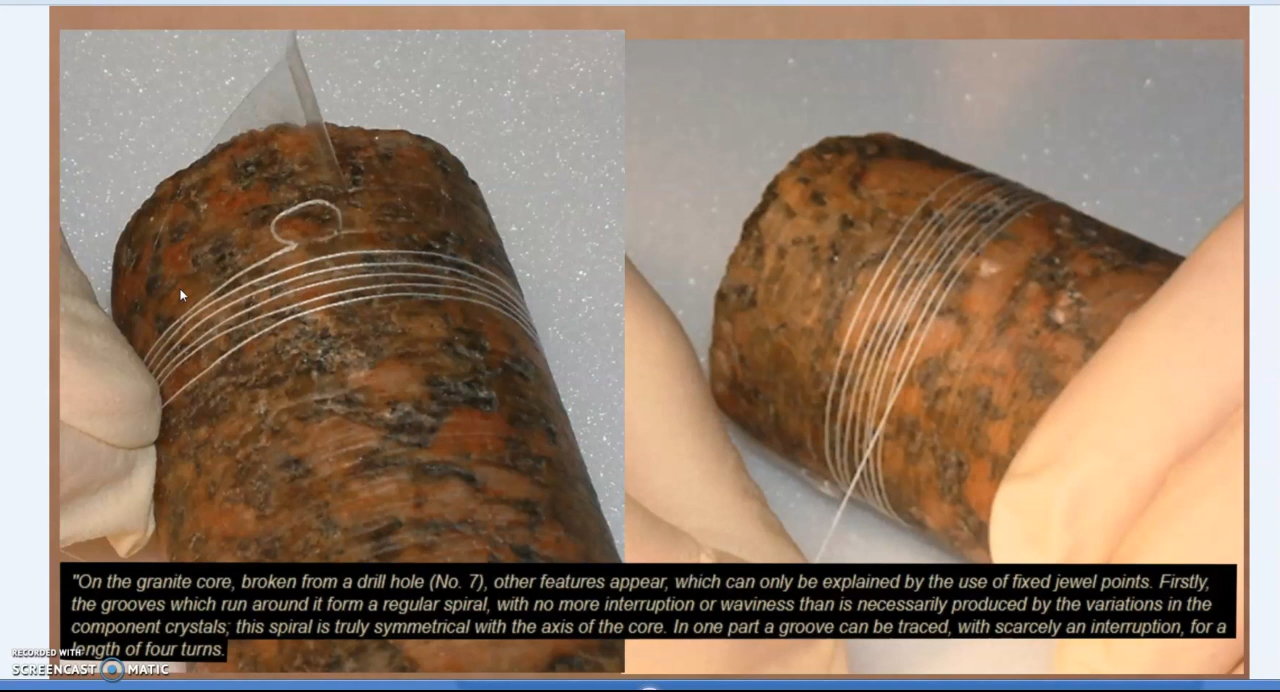 "On the granite core, broken from a drill hole (No. 7), other features appear, which can only be explained by the use of fixed jewel points. Firstly,
the grooves which run around it form a regular spiral, with no more interruption or waviness than is necessarily produced by the variations in the
component crystals; this spiral is truly symmetrical with the axis of the core. In one part a groove can be traced, with scarcely an interruption, for a
length of four turns.
RECORDED WITH
SCREENCAST MATIC